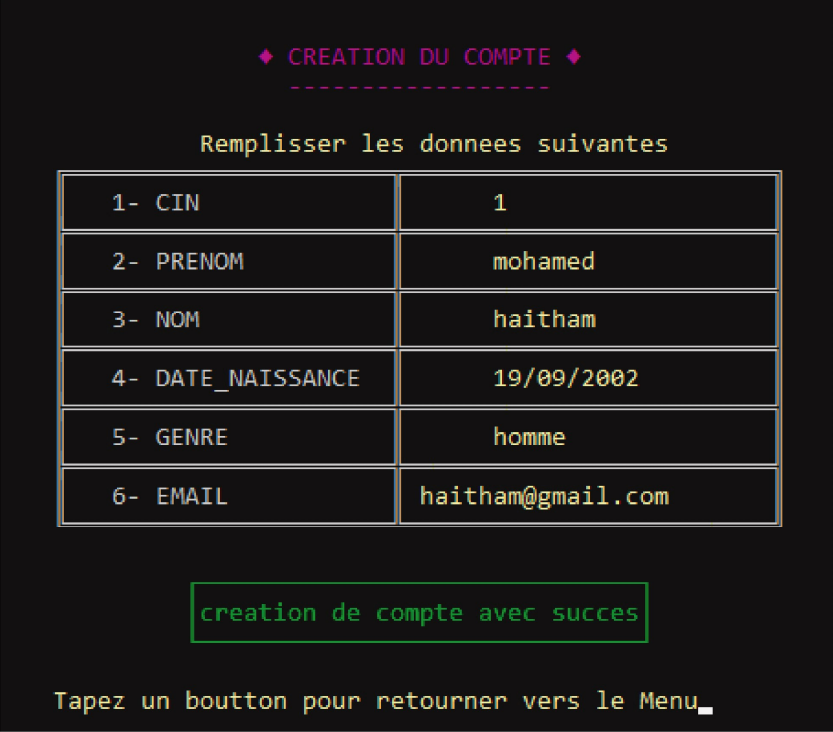 ♦ CREATION DU COMPTE ♦
------------------
Remplisser les donnees suivantes
1- CIN 1
2- PRENOM mohamed
3- NOM haitham
4- DATE_NAISSANCE 19/09/2002
5- GENRE homme
6- EMAIL haitham@gmail.com
creation de compte avec succes
Tapez un boutton pour retourner vers le Menu